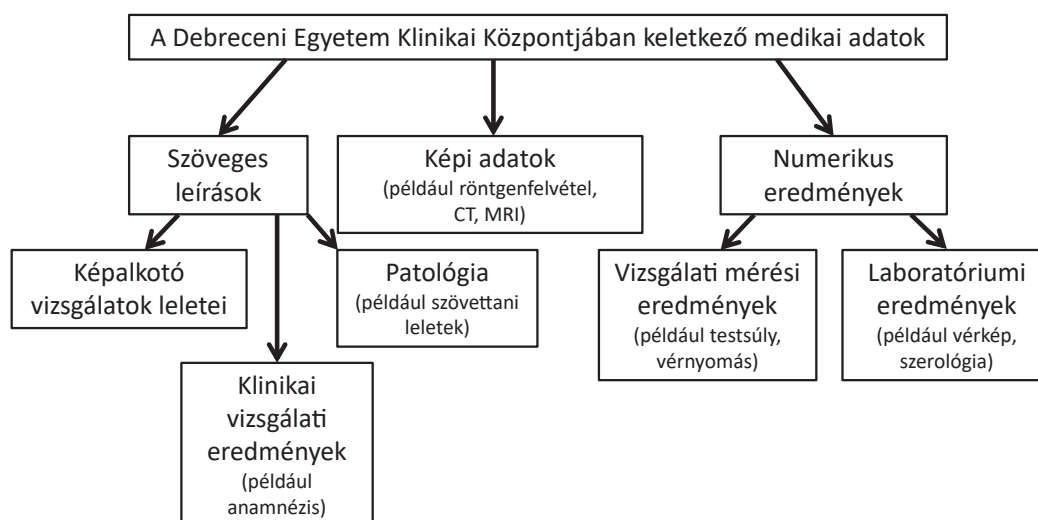 A Debreceni Egyetem Klinikai Központjában keletkező medikai adatok
Szöveges
leírások
Képi adatok
(például röntgenfelvétel,
CT, MRI)
Numerikus
eredmények
Képalkotó
vizsgálatok leletei
Patológia
(például szövettani
leletek)
Vizsgálati mérési
eredmények
(például testsúly,
vérnyomás)
Laboratóriumi
eredmények
(például vérkép,
szerológia)
Klinikai
vizsgálati
eredmények
(például
anamnézis)